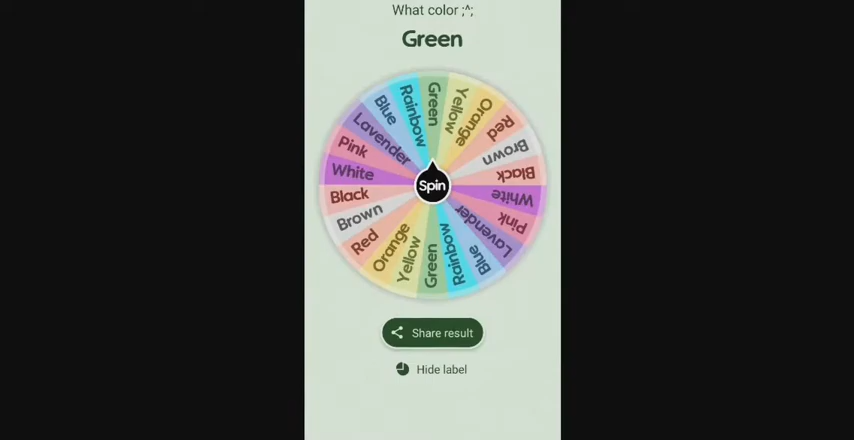 What color ;^;
Green
Green
Yellow
Orange
Red
Brown
Black
White
Pink
Lavender
Blue
Rainbow
Green
Yellow
Orange
Red
Brown
Black
White
Pink
Lavender
Blue
Rainbow
Spin
Share result
Hide label